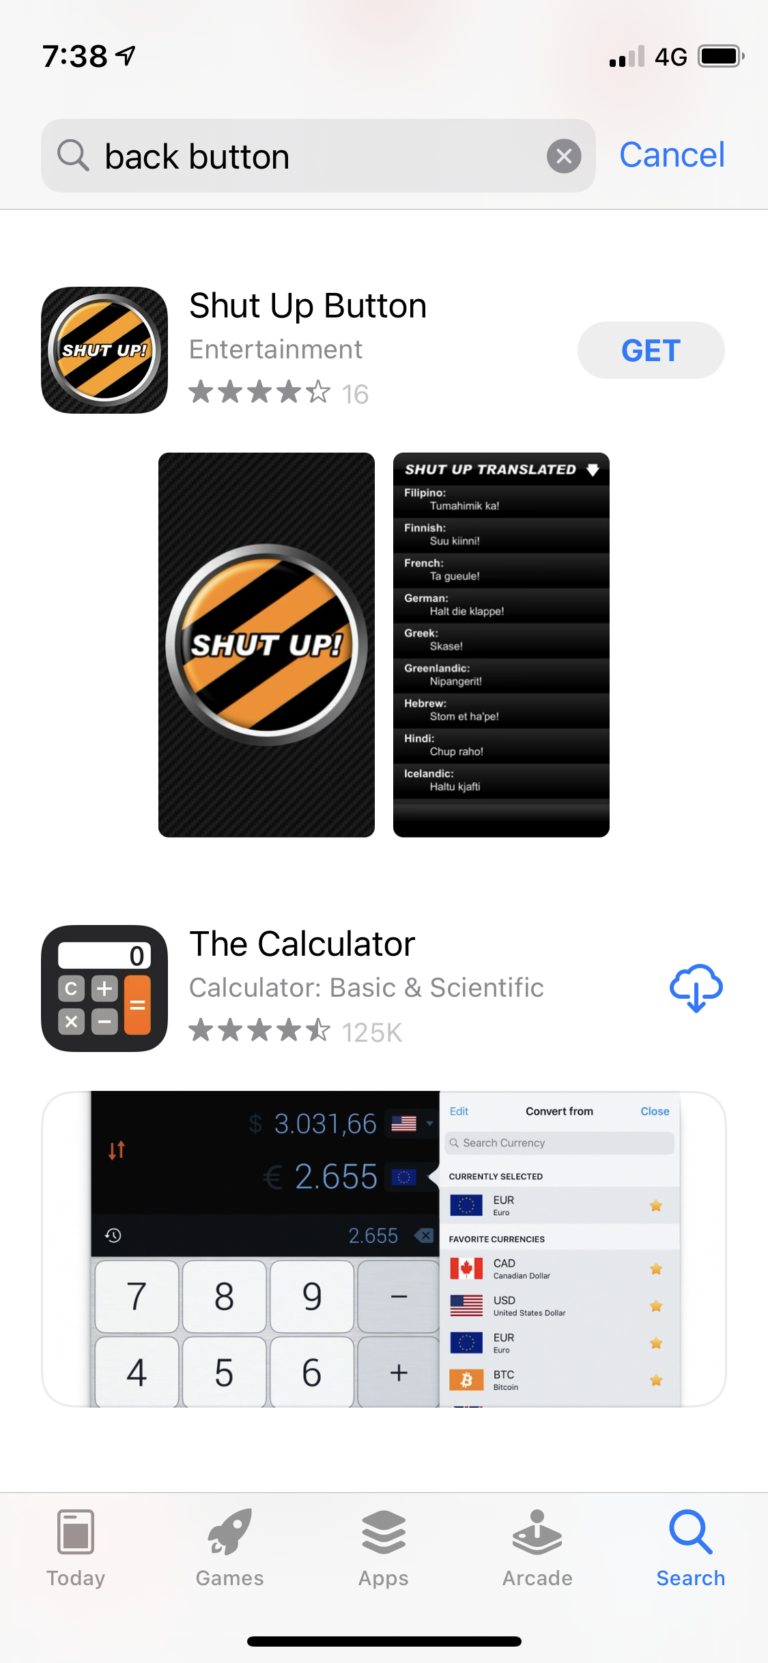 7:38
4G
back button
Cancel
Shut Up Button
Entertainment
16
GET
SHUT UP!
SHUT UP!
SHUT UP TRANSLATED
Filipino:
Tumahimik ka!
Finnish:
Suu kiinni!
French:
Ta gueule!
German:
Halt die klappe!
Greek:
Skase!
Greenlandic:
Nipangerit!
Hebrew:
Stom et ha'pe!
Hindi:
Chup raho!
Icelandic:
Haltu kjafti
0
C +
=
× −
The Calculator
Calculator: Basic & Scientific
125K
$ 3.031,66
€ 2.655
2.655
7 8 9 −
4 5 6 +
Edit Convert from Close
Search Currency
CURRENTLY SELECTED
EUR
Euro
FAVORITE CURRENCIES
CAD
Canadian Dollar
USD
United States Dollar
EUR
Euro
BTC
Bitcoin
Today Games Apps Arcade Search